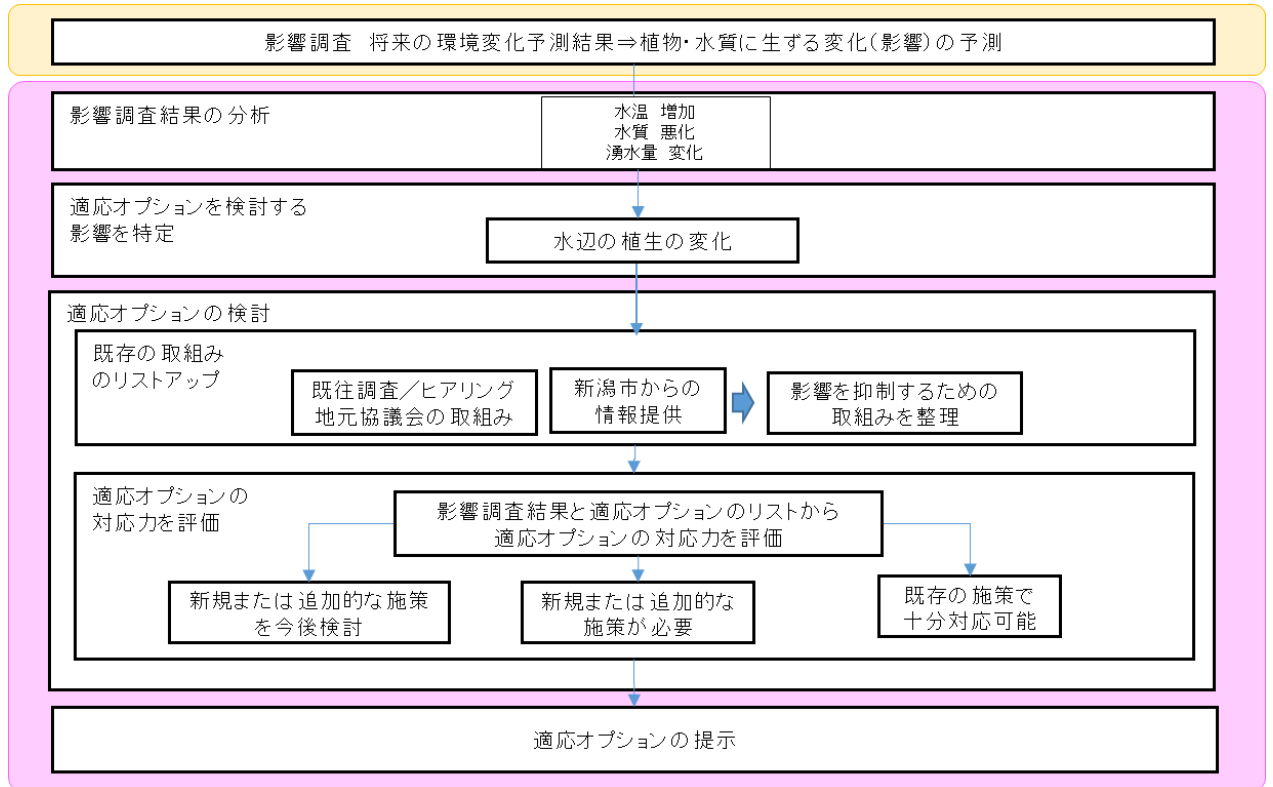 影響調査 将来の環境変化予測結果⇒植物・水質に生ずる変化(影響)の予測
影響調査結果の分析
水温 増加
水質 悪化
湧水量 変化
適応オプションを検討する
影響を特定
水辺の植生の変化
適応オプションの検討
既存の取組み
のリストアップ
既往調査/ヒアリング
地元協議会の取組み
新潟市からの
情報提供
影響を抑制するための
取組みを整理
適応オプションの
対応力を評価
影響調査結果と適応オプションのリストから
適応オプションの対応力を評価
新規または追加的な施策
を今後検討
新規または追加的な
施策が必要
既存の施策で
十分対応可能
適応オプションの提示